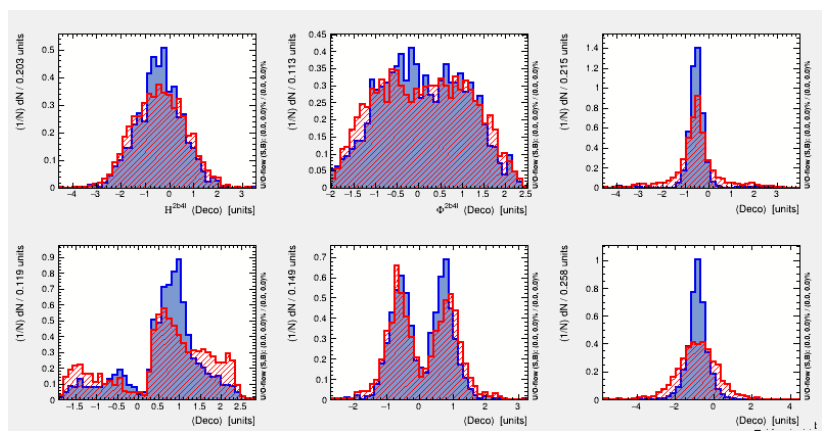 (1/N) dN / 0.203 units
0.5
0.4
0.3
0.2
0.1
0
−4 −3 −2 −1 0 1 2 3
H^2b4l (Deco) [units]
U/O-flow (S,B): (0.0, 0.0)% / (0.0, 0.0)%
(1/N) dN / 0.113 units
0.45
0.4
0.35
0.3
0.25
0.2
0.15
0.1
0.05
0
−2 −1.5 −1 −0.5 0 0.5 1 1.5 2 2.5
Φ^2b4l (Deco) [units]
U/O-flow (S,B): (0.0, 0.0)% / (0.0, 0.0)%
(1/N) dN / 0.215 units
1.4
1.2
1
0.8
0.6
0.4
0.2
0
−4 −3 −2 −1 0 1 2 3 4
(Deco) [units]
U/O-flow (S,B): (0.0, 0.0)% / (0.0, 0.0)%
(1/N) dN / 0.119 units
0.9
0.8
0.7
0.6
0.5
0.4
0.3
0.2
0.1
0
−1.5 −1 −0.5 0 0.5 1 1.5 2 2.5
(Deco) [units]
U/O-flow (S,B): (0.0, 0.0)% / (0.0, 0.0)%
(1/N) dN / 0.149 units
0.7
0.6
0.5
0.4
0.3
0.2
0.1
0
−2 −1 0 1 2 3
(Deco) [units]
U/O-flow (S,B): (0.0, 0.0)% / (0.0, 0.0)%
(1/N) dN / 0.258 units
1
0.8
0.6
0.4
0.2
0
−4 −2 0 2 4
(Deco) [units]
U/O-flow (S,B): (0.0, 0.0)% / (0.0, 0.0)%